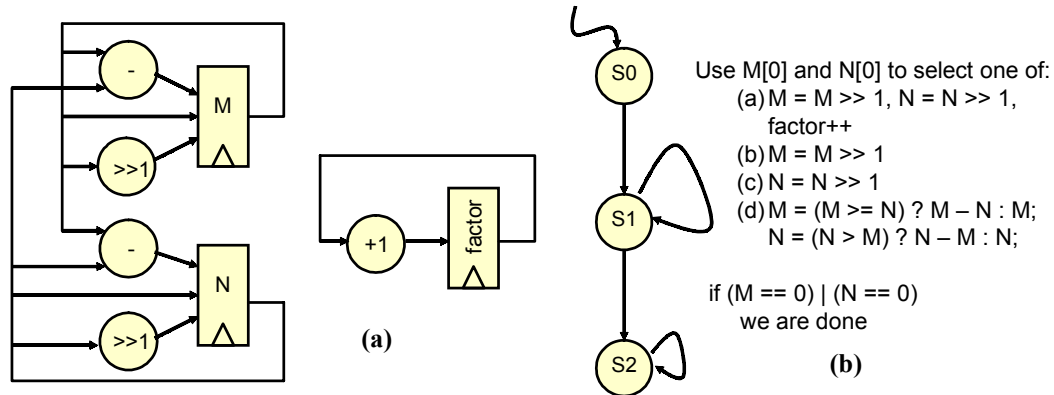 -
M
>>1
-
N
>>1
+1
factor
(a)
S0
S1
S2
Use M[0] and N[0] to select one of:
(a) M = M >> 1, N = N >> 1,
factor++
(b) M = M >> 1
(c) N = N >> 1
(d) M = (M >= N) ? M – N : M;
N = (N > M) ? N – M : N;
if (M == 0) | (N == 0)
we are done
(b)